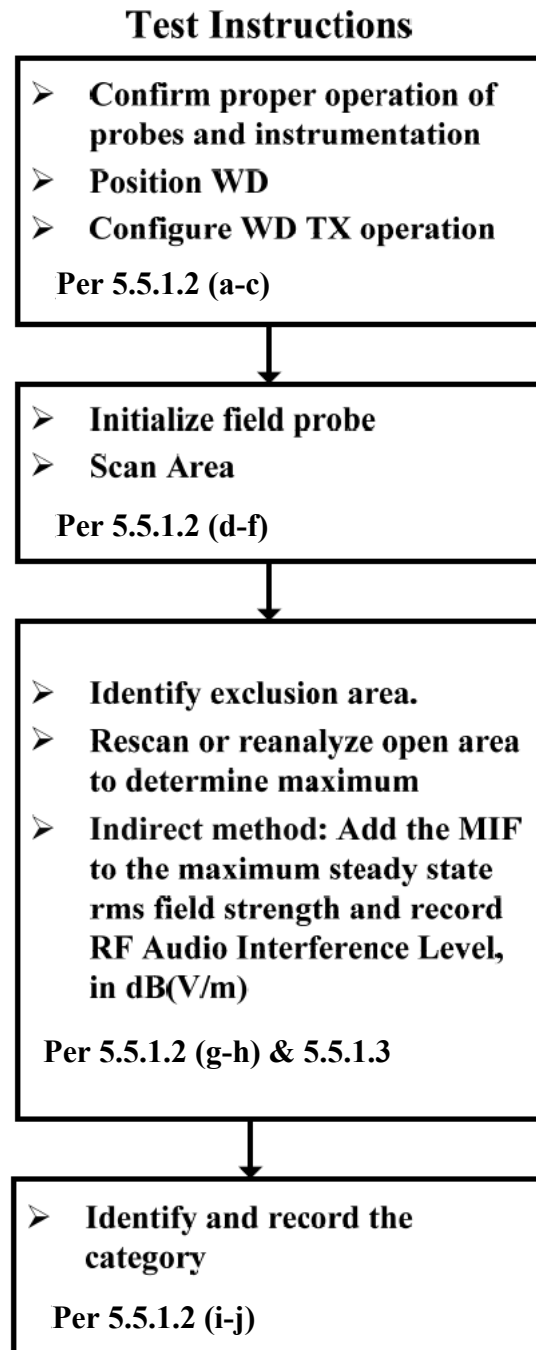 Test Instructions
➢ Confirm proper operation of
probes and instrumentation
➢ Position WD
➢ Configure WD TX operation
Per 5.5.1.2 (a-c)
➢ Initialize field probe
➢ Scan Area
Per 5.5.1.2 (d-f)
➢ Identify exclusion area.
➢ Rescan or reanalyze open area
to determine maximum
➢ Indirect method: Add the MIF
to the maximum steady state
rms field strength and record
RF Audio Interference Level,
in dB(V/m)
Per 5.5.1.2 (g-h) & 5.5.1.3
➢ Identify and record the
category
Per 5.5.1.2 (i-j)